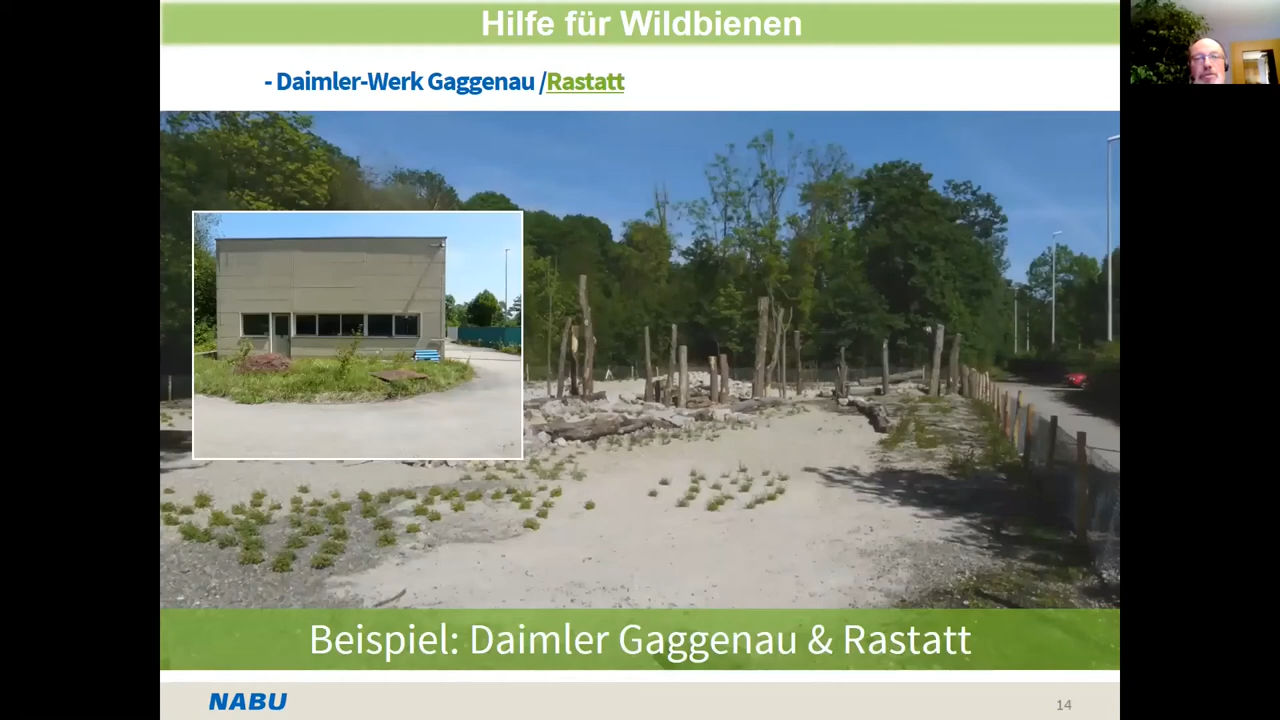 Hilfe für Wildbienen
- Daimler-Werk Gaggenau /Rastatt
Beispiel: Daimler Gaggenau & Rastatt
NABU
14